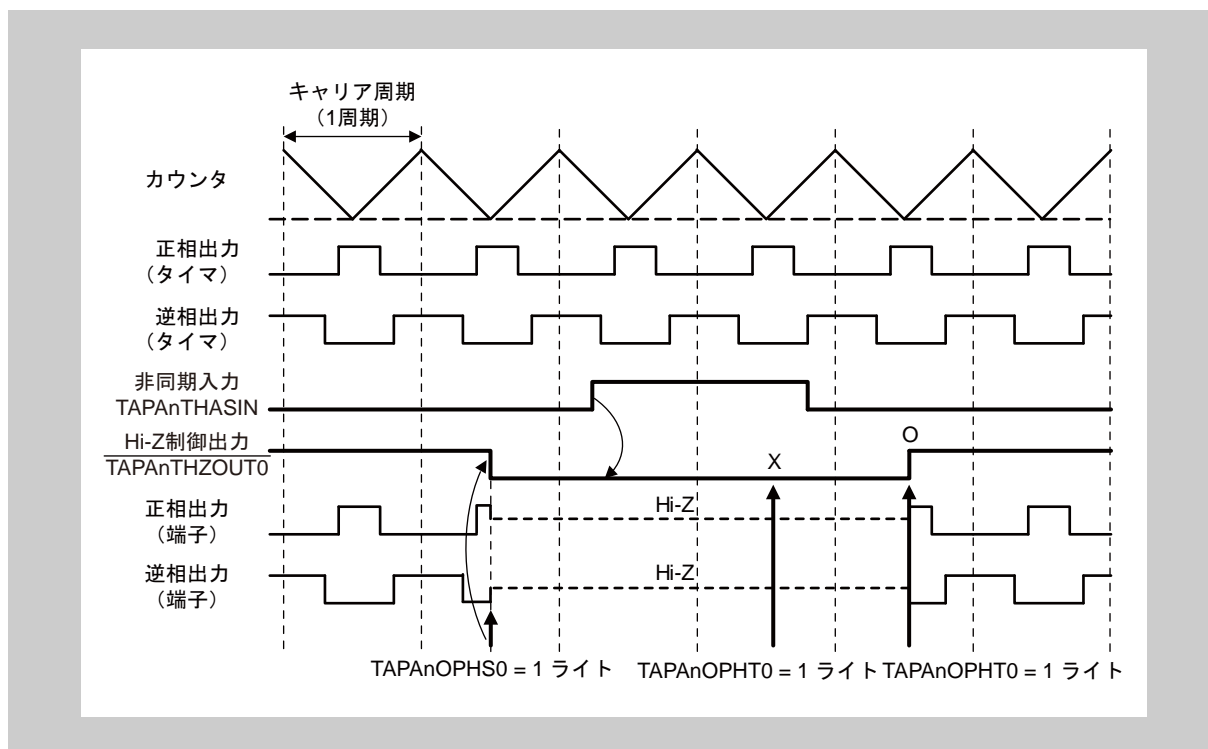 キャリア周期
（1周期）
カウンタ
正相出力
（タイマ）
逆相出力
（タイマ）
非同期入力
TAPAnTHASIN
Hi-Z制御出力
TAPAnTHZOUT0
X
O
正相出力
（端子）
Hi-Z
逆相出力
（端子）
Hi-Z
TAPAnOPHS0 = 1 ライト
TAPAnOPHT0 = 1 ライト
TAPAnOPHT0 = 1 ライト